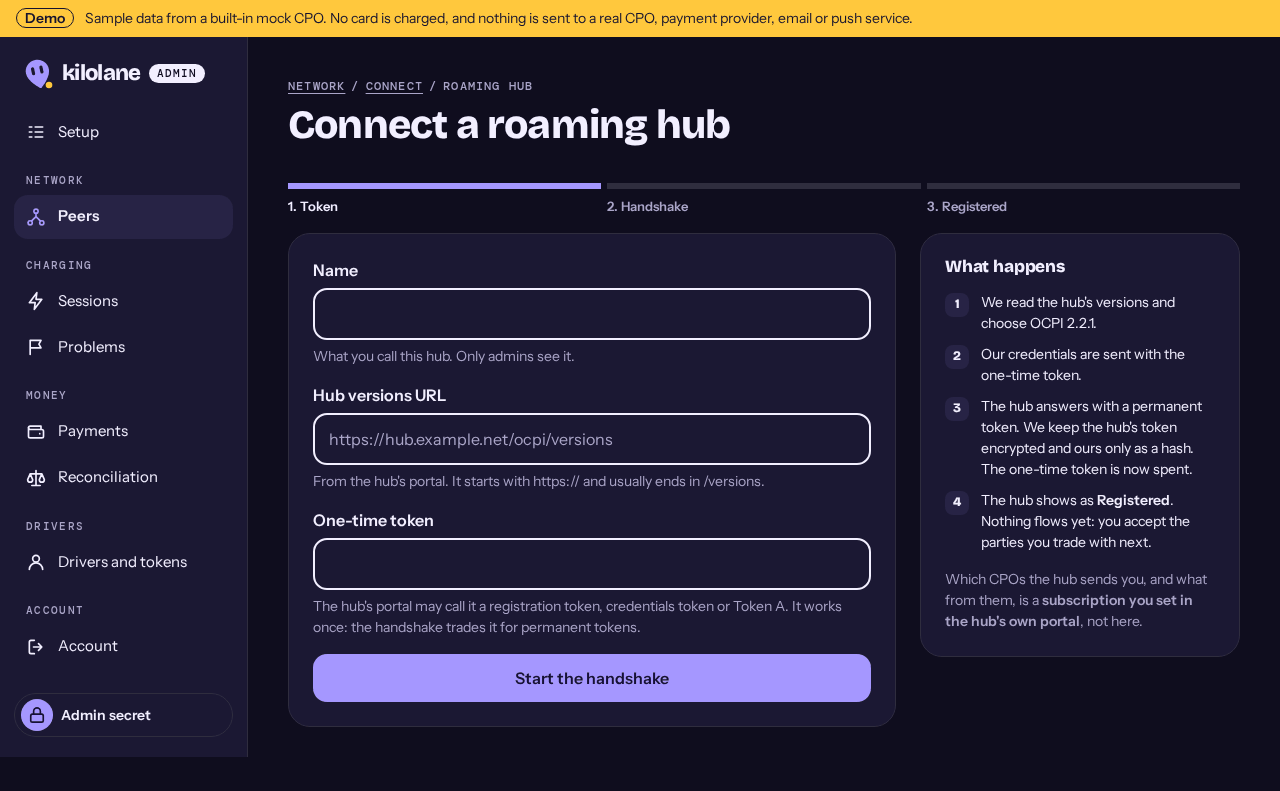 Demo Sample data from a built-in mock CPO. No card is charged, and nothing is sent to a real CPO, payment provider, email or push service.
kilolane ADMIN
Setup
NETWORK
Peers
CHARGING
Sessions
Problems
MONEY
Payments
Reconciliation
DRIVERS
Drivers and tokens
ACCOUNT
Account
Admin secret
NETWORK / CONNECT / ROAMING HUB
Connect a roaming hub
1. Token
2. Handshake
3. Registered
Name
What you call this hub. Only admins see it.
Hub versions URL
https://hub.example.net/ocpi/versions
From the hub's portal. It starts with https:// and usually ends in /versions.
One-time token
The hub's portal may call it a registration token, credentials token or Token A. It works
once: the handshake trades it for permanent tokens.
Start the handshake
What happens
1 We read the hub's versions and
choose OCPI 2.2.1.
2 Our credentials are sent with the
one-time token.
3 The hub answers with a permanent
token. We keep the hub's token
encrypted and ours only as a hash.
The one-time token is now spent.
4 The hub shows as Registered.
Nothing flows yet: you accept the
parties you trade with next.
Which CPOs the hub sends you, and what
from them, is a subscription you set in
the hub's own portal, not here.